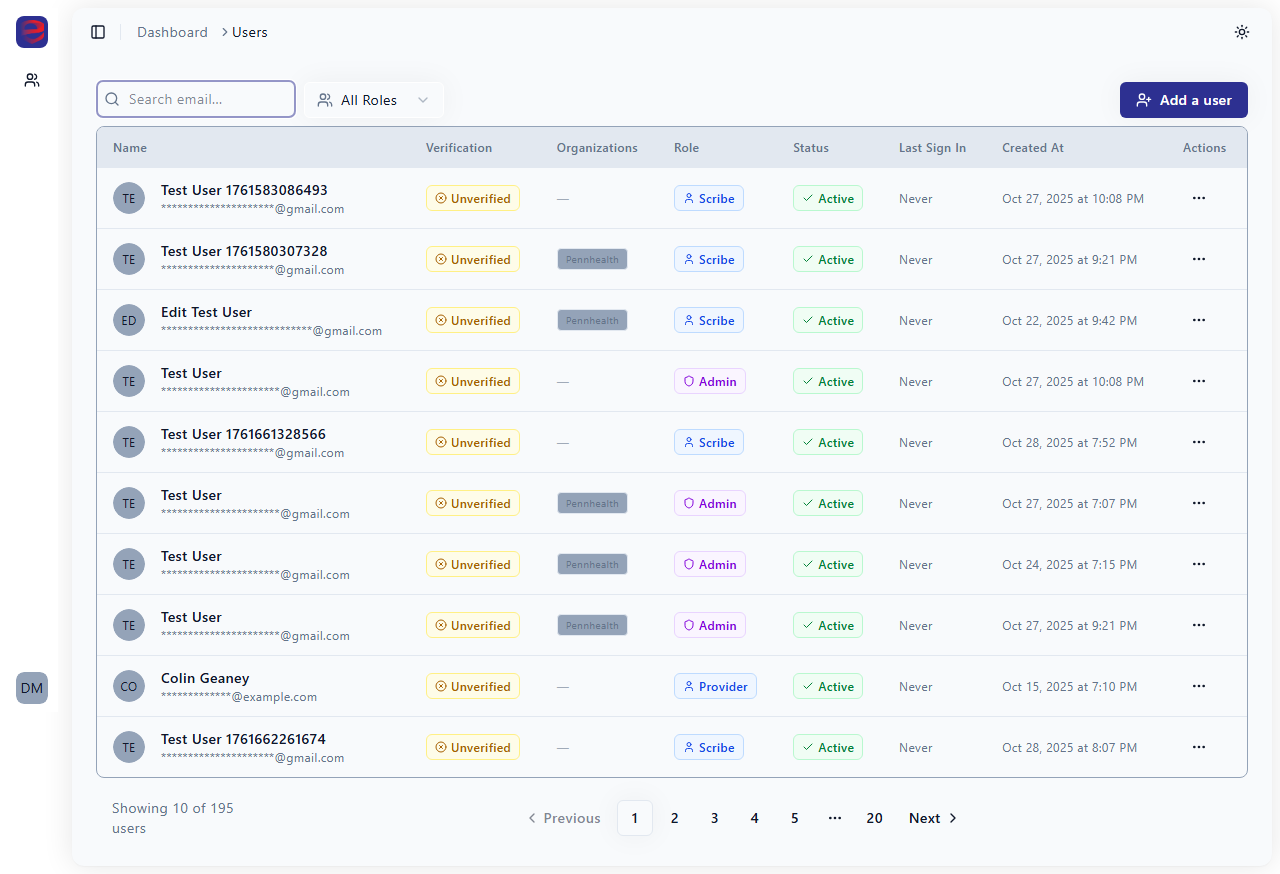 Dashboard > Users
Search email...
All Roles
Add a user
Name Verification Organizations Role Status Last Sign In Created At Actions
TE Test User 1761583086493 Unverified — Scribe Active Never Oct 27, 2025 at 10:08 PM ···
*********************@gmail.com
TE Test User 1761580307328 Unverified Pennhealth Scribe Active Never Oct 27, 2025 at 9:21 PM ···
*********************@gmail.com
ED Edit Test User Unverified Pennhealth Scribe Active Never Oct 22, 2025 at 9:42 PM ···
****************************@gmail.com
TE Test User Unverified — Admin Active Never Oct 27, 2025 at 10:08 PM ···
**********************@gmail.com
TE Test User 1761661328566 Unverified — Scribe Active Never Oct 28, 2025 at 7:52 PM ···
*********************@gmail.com
TE Test User Unverified Pennhealth Admin Active Never Oct 27, 2025 at 7:07 PM ···
**********************@gmail.com
TE Test User Unverified Pennhealth Admin Active Never Oct 24, 2025 at 7:15 PM ···
**********************@gmail.com
TE Test User Unverified Pennhealth Admin Active Never Oct 27, 2025 at 9:21 PM ···
**********************@gmail.com
CO Colin Geaney Unverified — Provider Active Never Oct 15, 2025 at 7:10 PM ···
*************@example.com
TE Test User 1761662261674 Unverified — Scribe Active Never Oct 28, 2025 at 8:07 PM ···
*********************@gmail.com
DM
Showing 10 of 195
users
< Previous 1 2 3 4 5 ··· 20 Next >